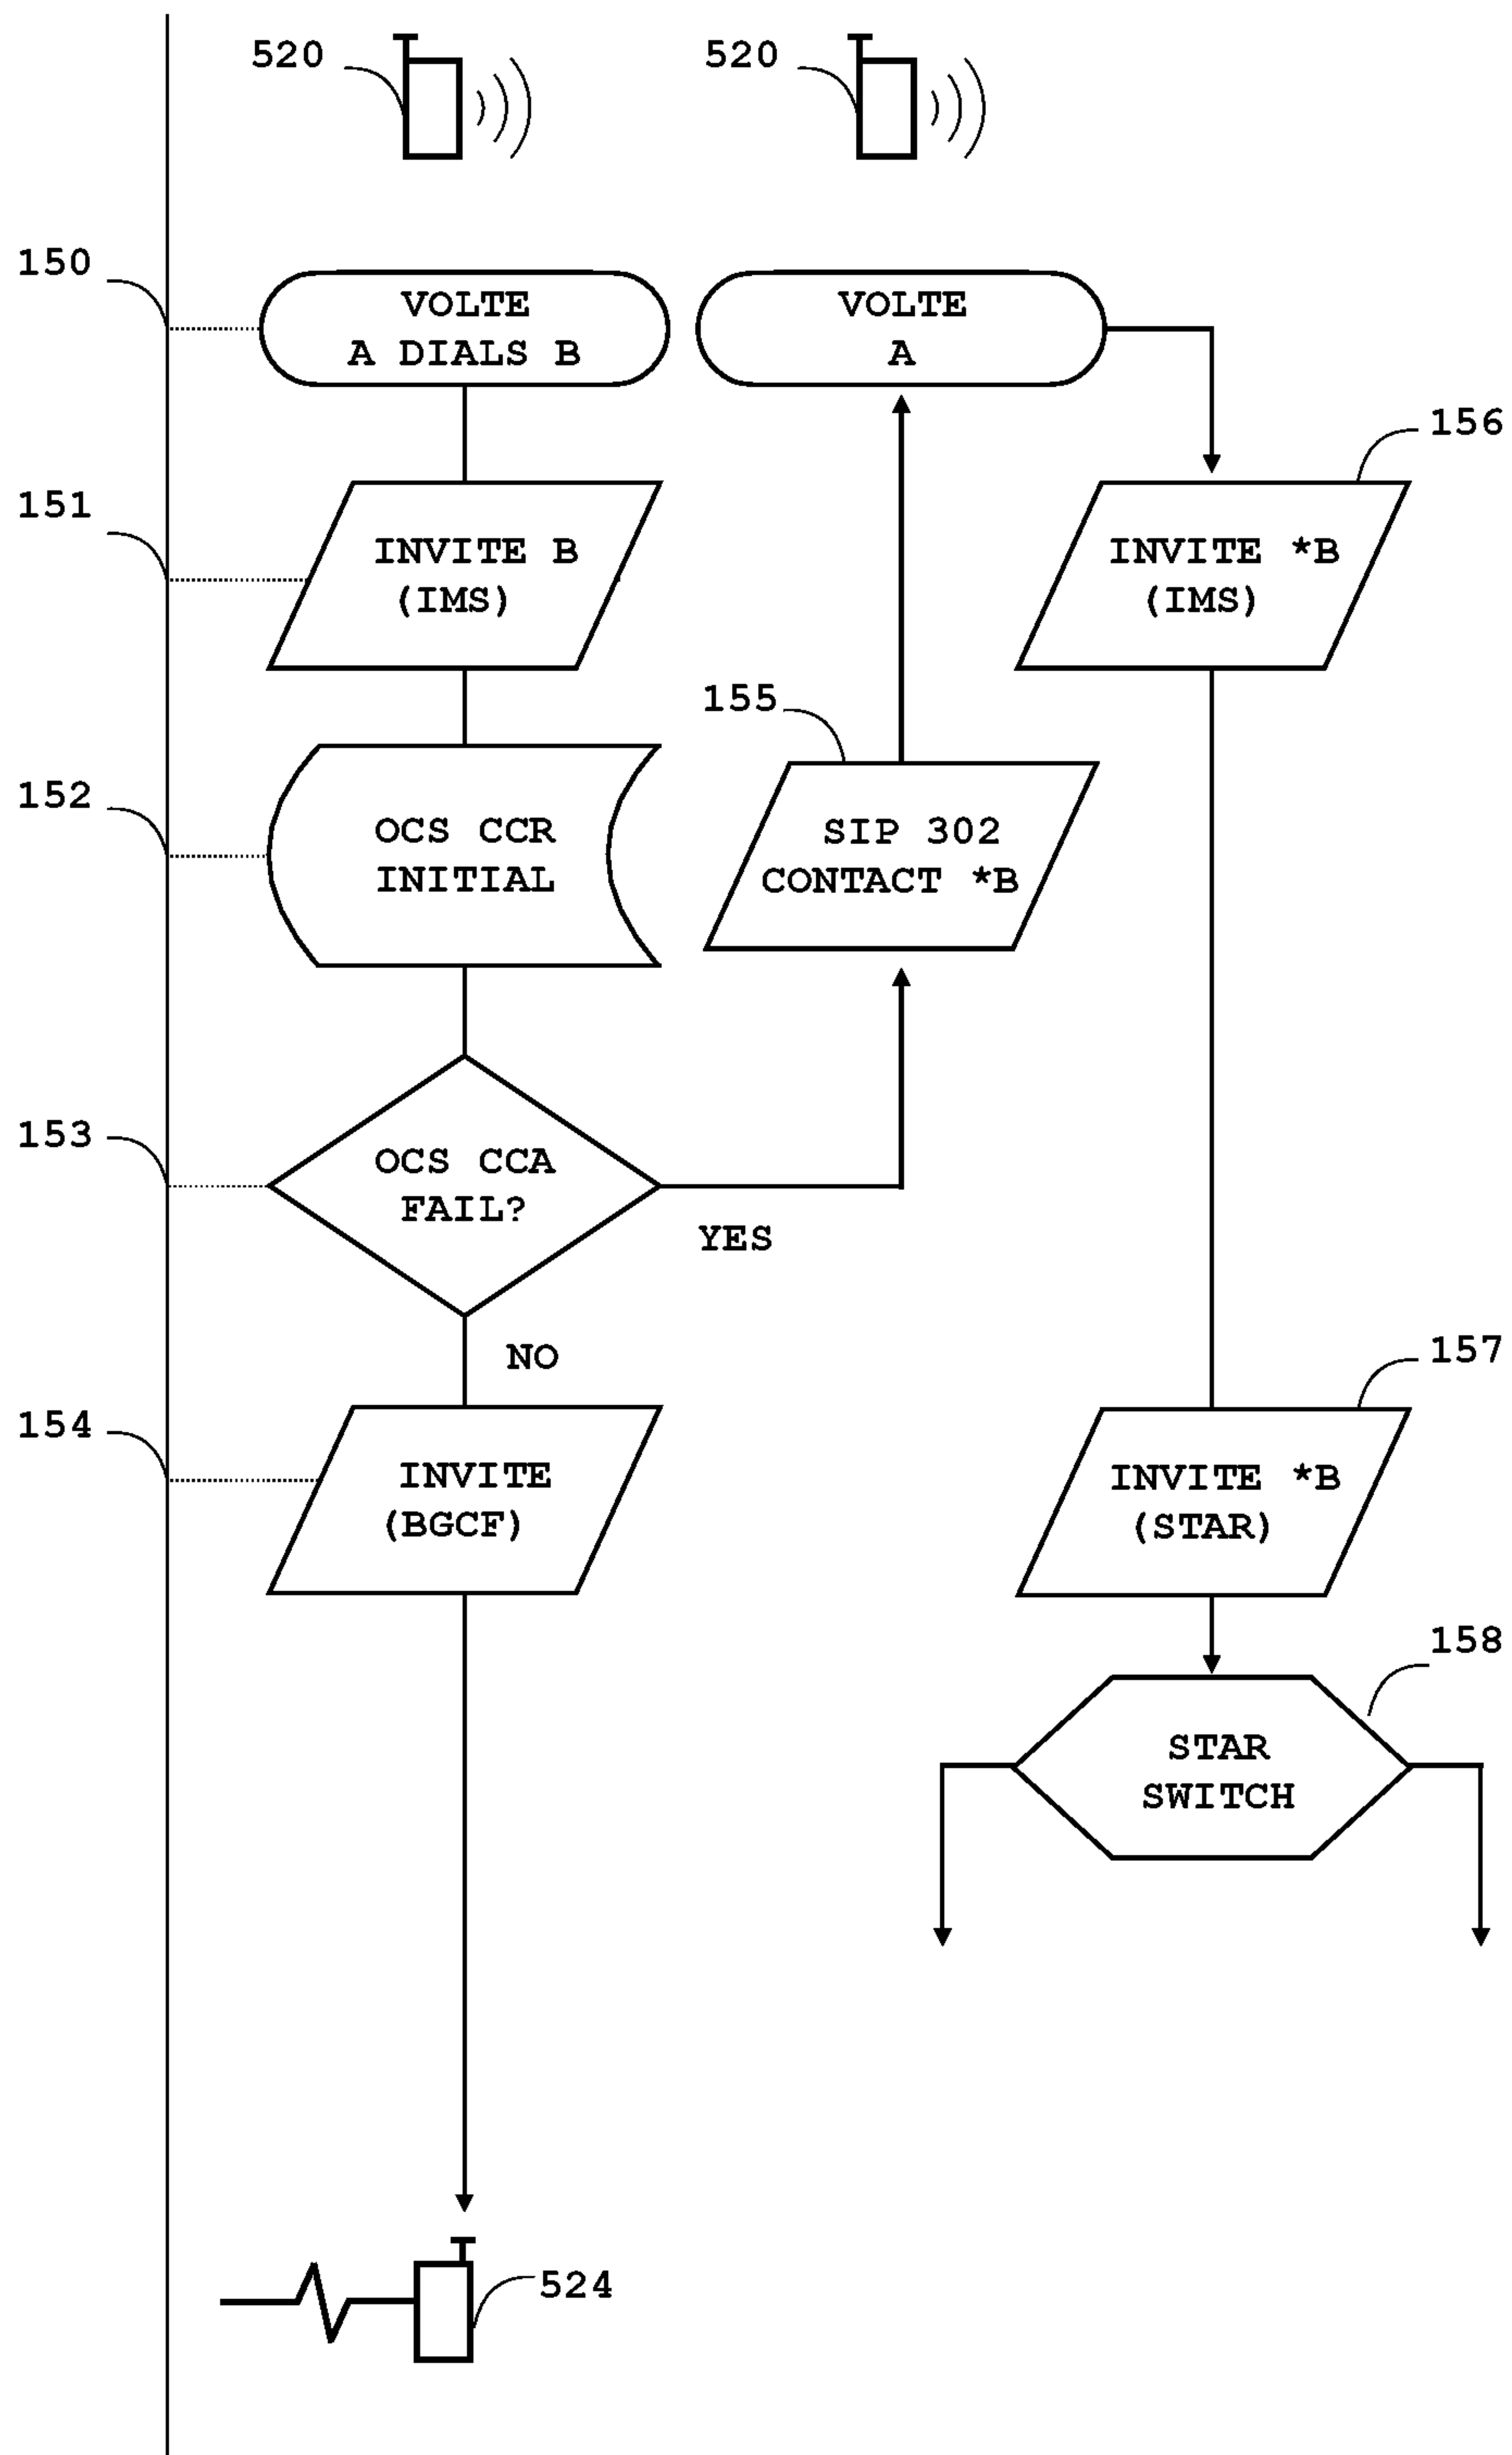 520
520
150
VOLTE
A DIALS B
VOLTE
A
156
151
INVITE B
(IMS)
INVITE *B
(IMS)
155
152
OCS CCR
INITIAL
SIP 302
CONTACT *B
153
OCS CCA
FAIL?
YES
NO
157
154
INVITE
(BGCF)
INVITE *B
(STAR)
158
STAR
SWITCH
524